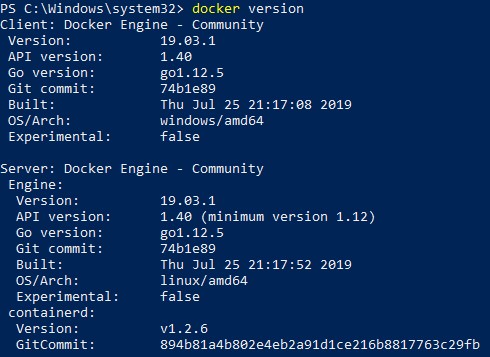 PS C:\Windows\system32> docker version
Client: Docker Engine - Community
 Version:           19.03.1
 API version:       1.40
 Go version:        go1.12.5
 Git commit:        74b1e89
 Built:             Thu Jul 25 21:17:08 2019
 OS/Arch:           windows/amd64
 Experimental:      false

Server: Docker Engine - Community
 Engine:
  Version:          19.03.1
  API version:      1.40 (minimum version 1.12)
  Go version:       go1.12.5
  Git commit:       74b1e89
  Built:            Thu Jul 25 21:17:52 2019
  OS/Arch:          linux/amd64
  Experimental:     false
 containerd:
  Version:          v1.2.6
  GitCommit:        894b81a4b802e4eb2a91d1ce216b8817763c29fb